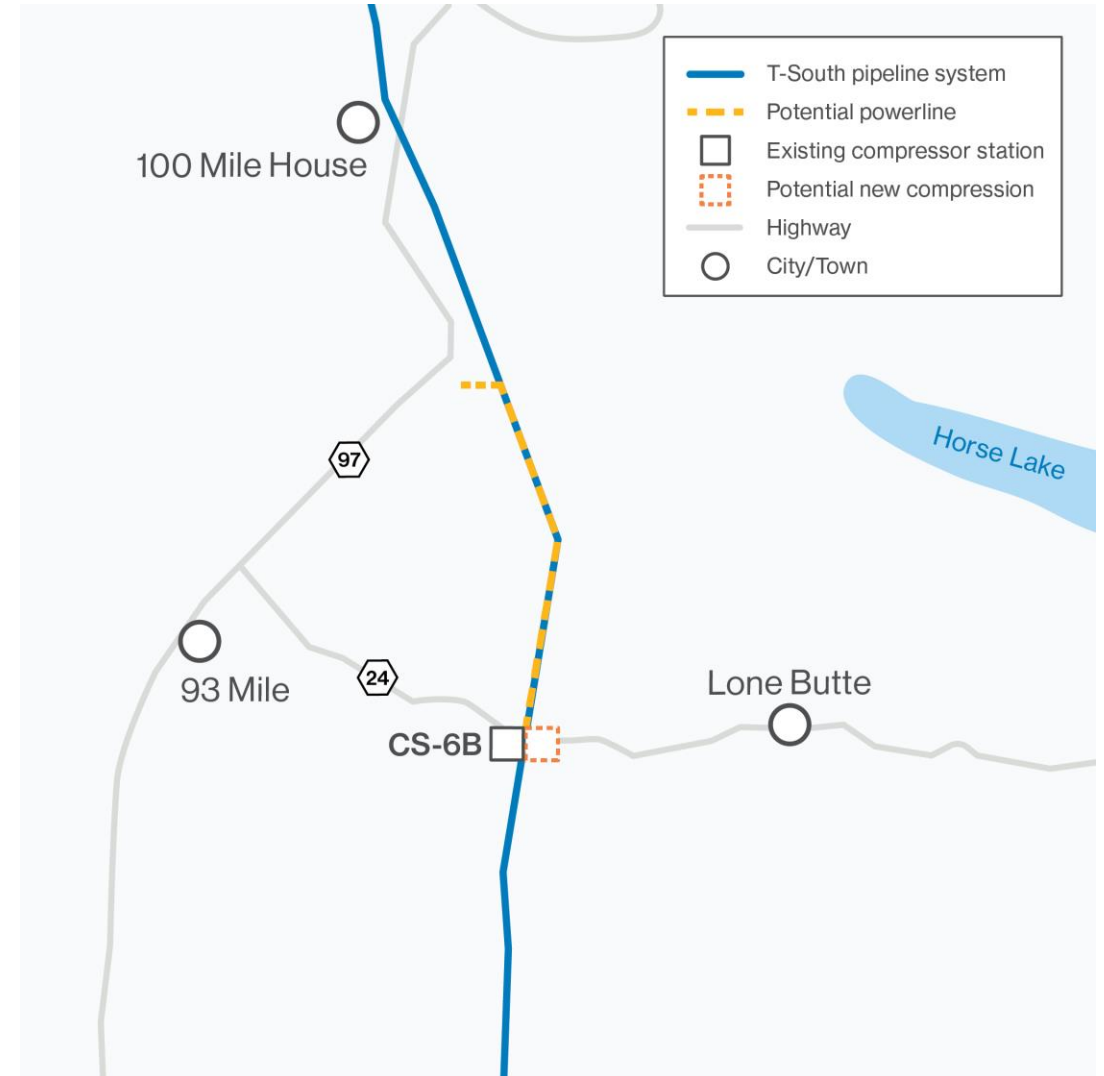 T-South pipeline system
Potential powerline
Existing compressor station
Potential new compression
Highway
City/Town
100 Mile House
Horse Lake
97
93 Mile
24
Lone Butte
CS-6B